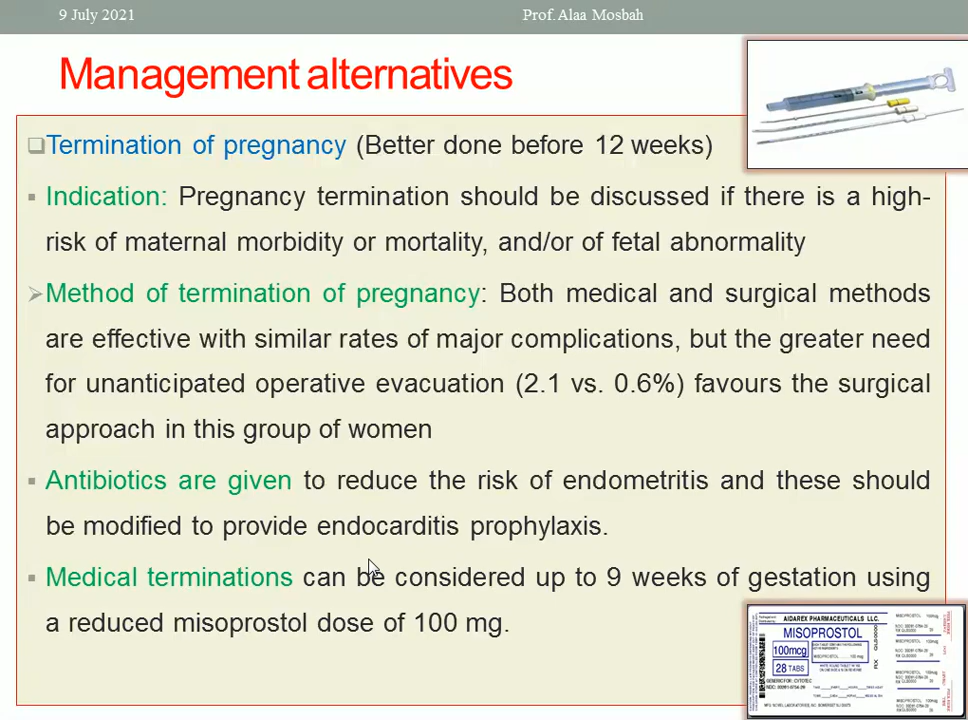 9 July 2021
Prof. Alaa Mosbah
Management alternatives
Termination of pregnancy (Better done before 12 weeks)
Indication: Pregnancy termination should be discussed if there is a high-
risk of maternal morbidity or mortality, and/or of fetal abnormality
Method of termination of pregnancy: Both medical and surgical methods
are effective with similar rates of major complications, but the greater need
for unanticipated operative evacuation (2.1 vs. 0.6%) favours the surgical
approach in this group of women
Antibiotics are given to reduce the risk of endometritis and these should
be modified to provide endocarditis prophylaxis.
Medical terminations can be considered up to 9 weeks of gestation using
a reduced misoprostol dose of 100 mg.
AIDAREX PHARMACEUTICALS LLC.
MISOPROSTOL
100mcg
28 TABS